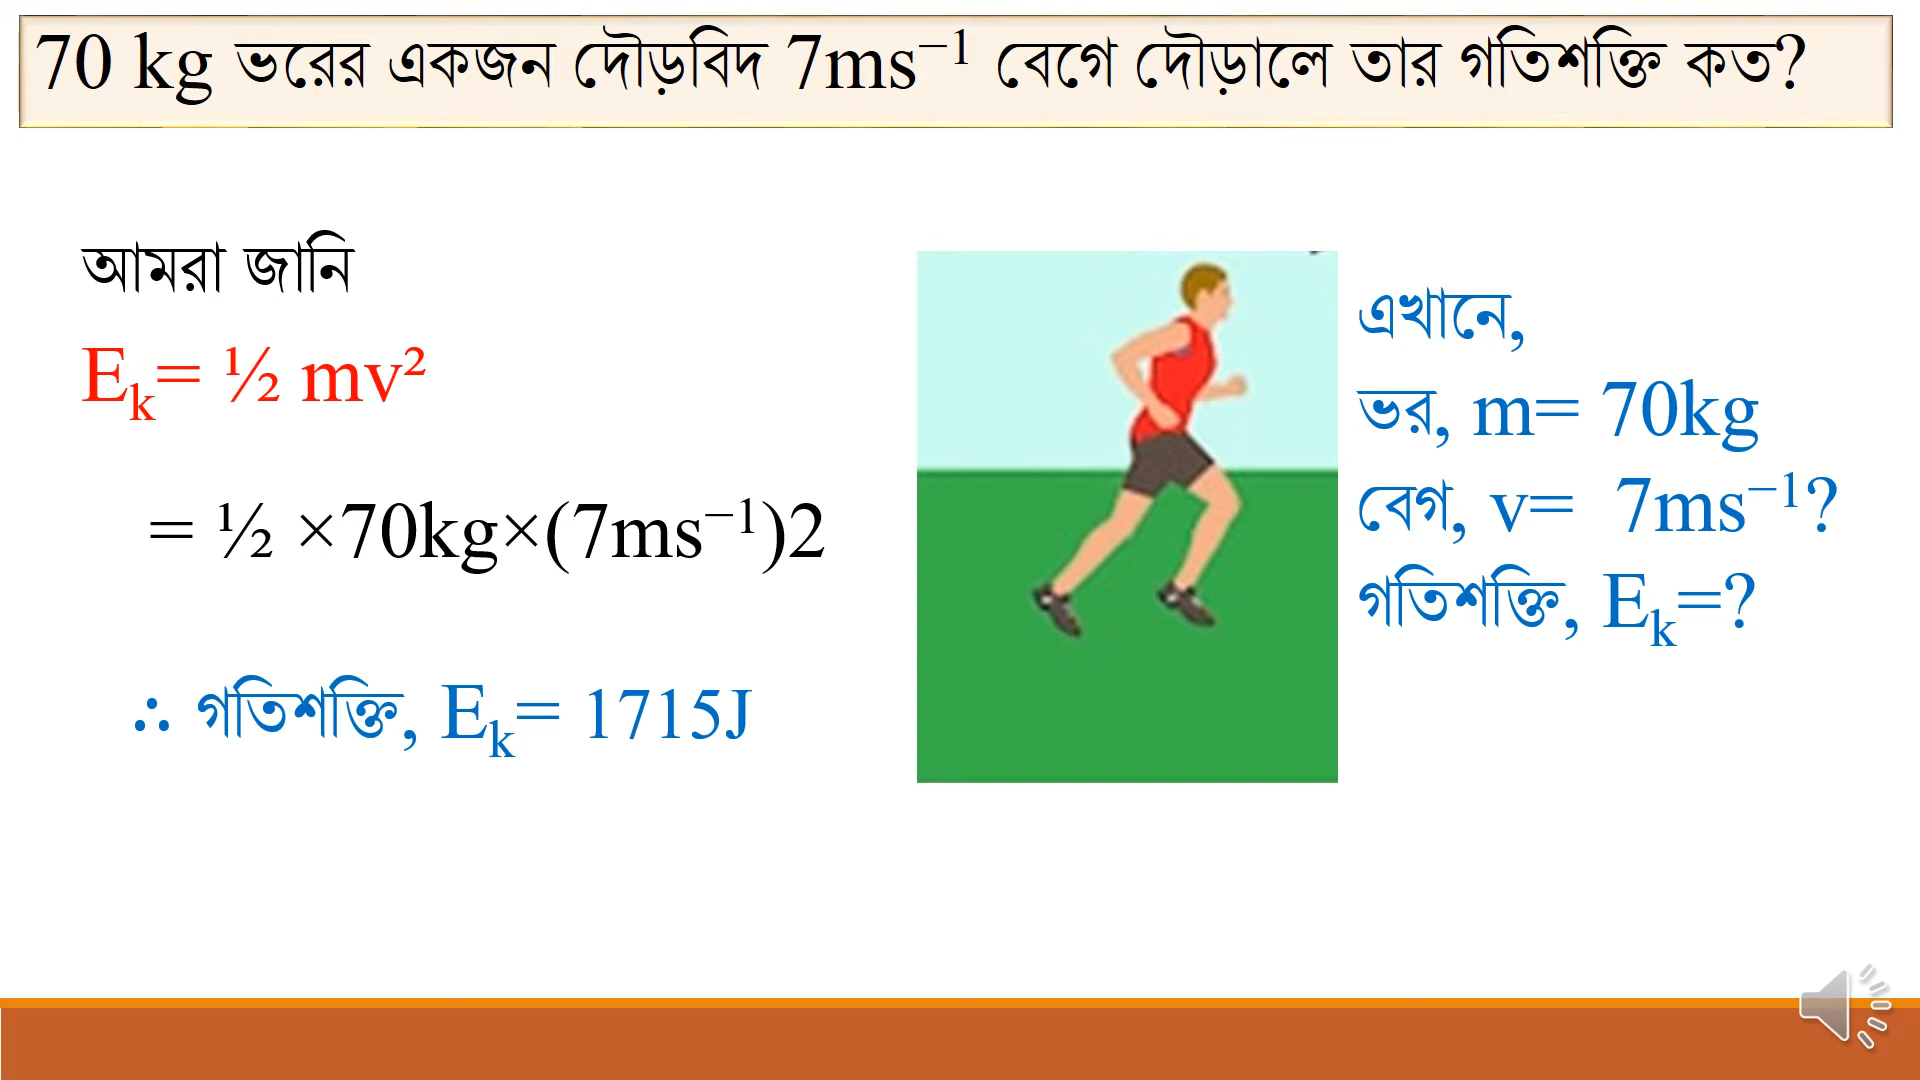 70 kg ভরের একজন দৌড়বিদ 7ms⁻¹ বেগে দৌড়ালে তার গতিশক্তি কত?
আমরা জানি
Eₖ= ½ mv²
= ½ ×70kg×(7ms⁻¹)2
∴ গতিশক্তি, Eₖ= 1715J
এখানে,
ভর, m= 70kg
বেগ, v= 7ms⁻¹?
গতিশক্তি, Eₖ=?